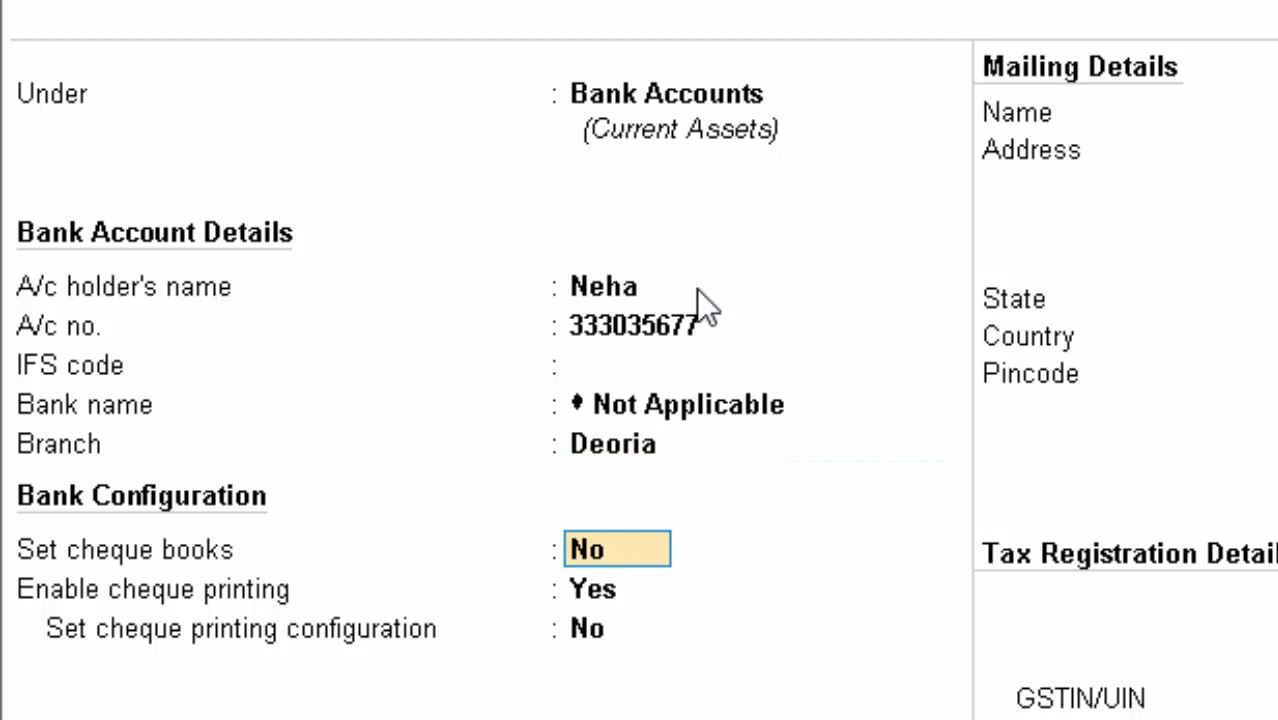 Under : Bank Accounts
(Current Assets)
Bank Account Details
A/c holder's name : Neha
A/c no. : 333035677
IFS code :
Bank name : ♦ Not Applicable
Branch : Deoria
Bank Configuration
Set cheque books : No
Enable cheque printing : Yes
Set cheque printing configuration : No
Mailing Details
Name
Address
State
Country
Pincode
Tax Registration Detail
GSTIN/UIN